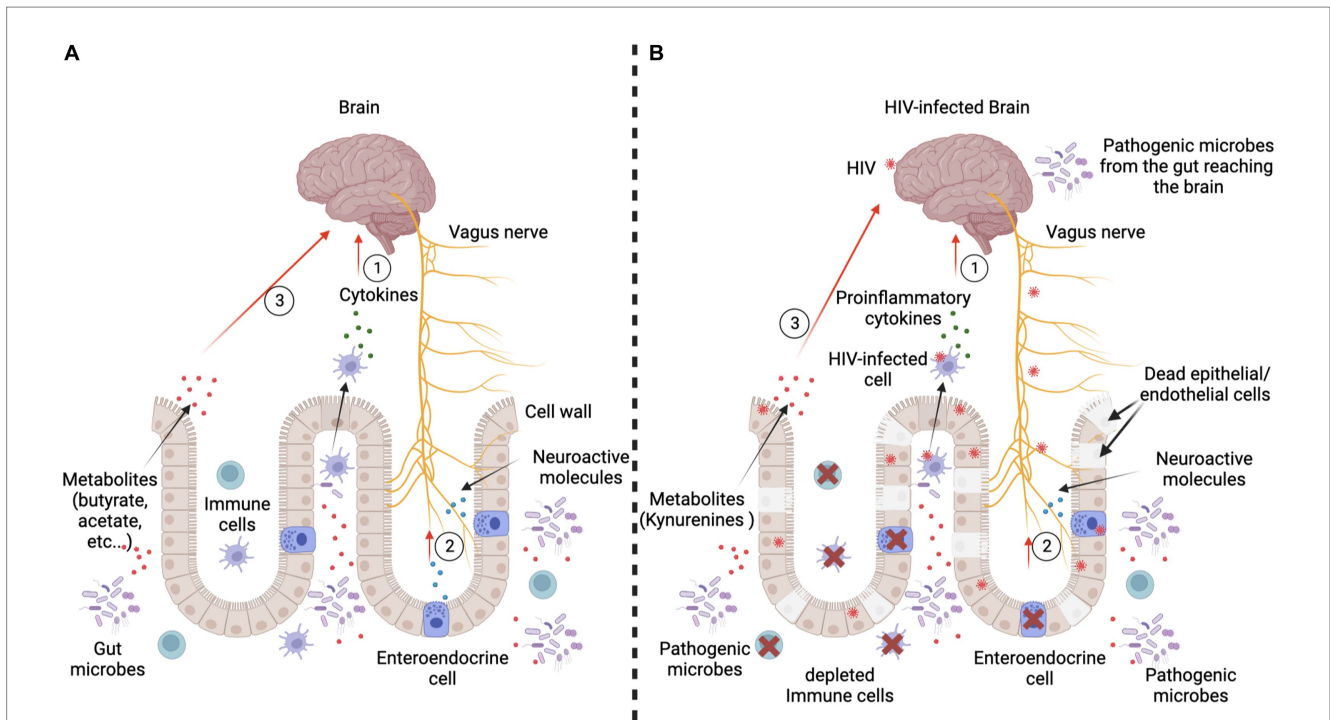 A
Brain
Vagus nerve
1
Cytokines
3
Cell wall
Neuroactive
molecules
Metabolites
(butyrate,
acetate,
etc...)
Immune
cells
2
Gut
microbes
Enteroendocrine
cell
B
HIV-infected Brain
HIV
Pathogenic microbes
from the gut reaching
the brain
Vagus nerve
1
Proinflammatory
cytokines
3
HIV-infected
cell
Dead epithelial/
endothelial cells
Neuroactive
molecules
Metabolites
(Kynurenines )
2
Pathogenic
microbes
depleted
Immune cells
Enteroendocrine
cell
Pathogenic
microbes